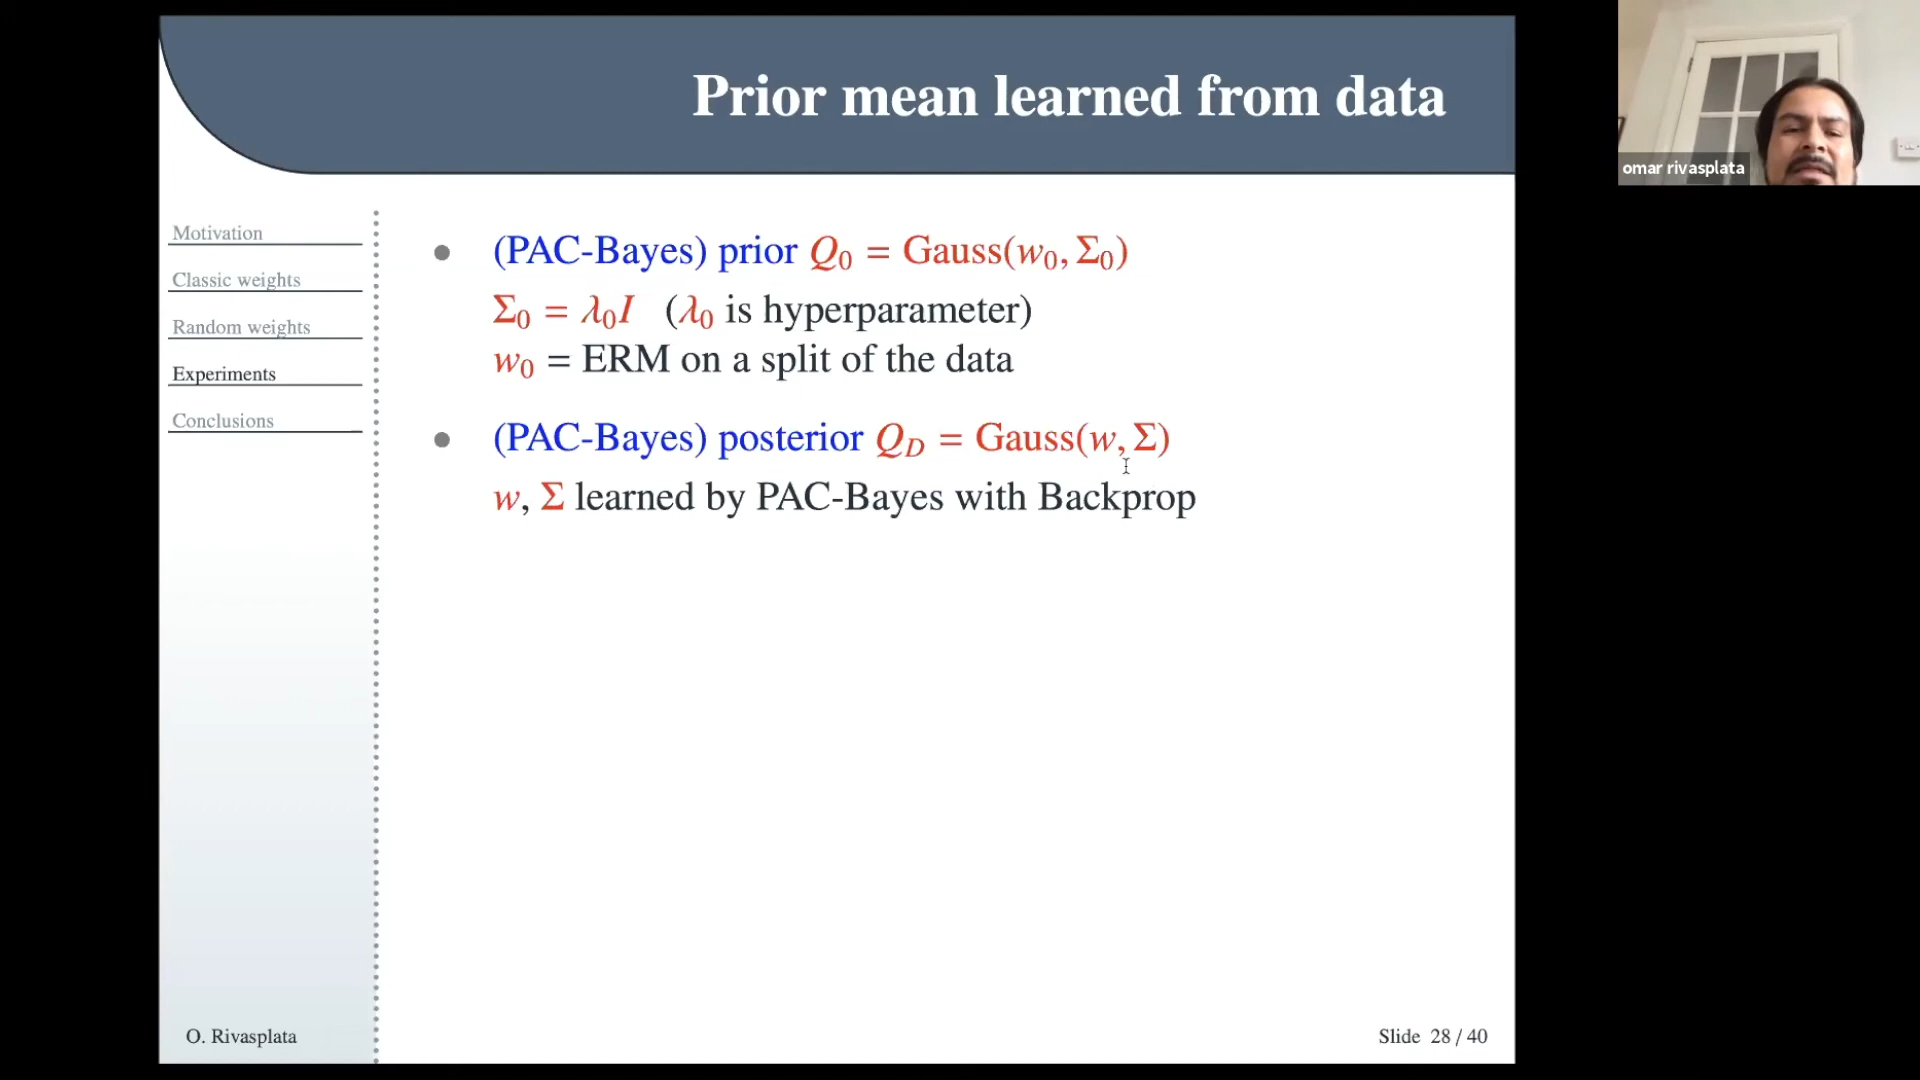 Prior mean learned from data
omar rivasplata
Motivation
Classic weights
Random weights
Experiments
Conclusions
• (PAC-Bayes) prior Q₀ = Gauss(w₀, Σ₀)
Σ₀ = λ₀I (λ₀ is hyperparameter)
w₀ = ERM on a split of the data
• (PAC-Bayes) posterior Q_D = Gauss(w, Σ)
w, Σ learned by PAC-Bayes with Backprop
O. Rivasplata
Slide 28 / 40